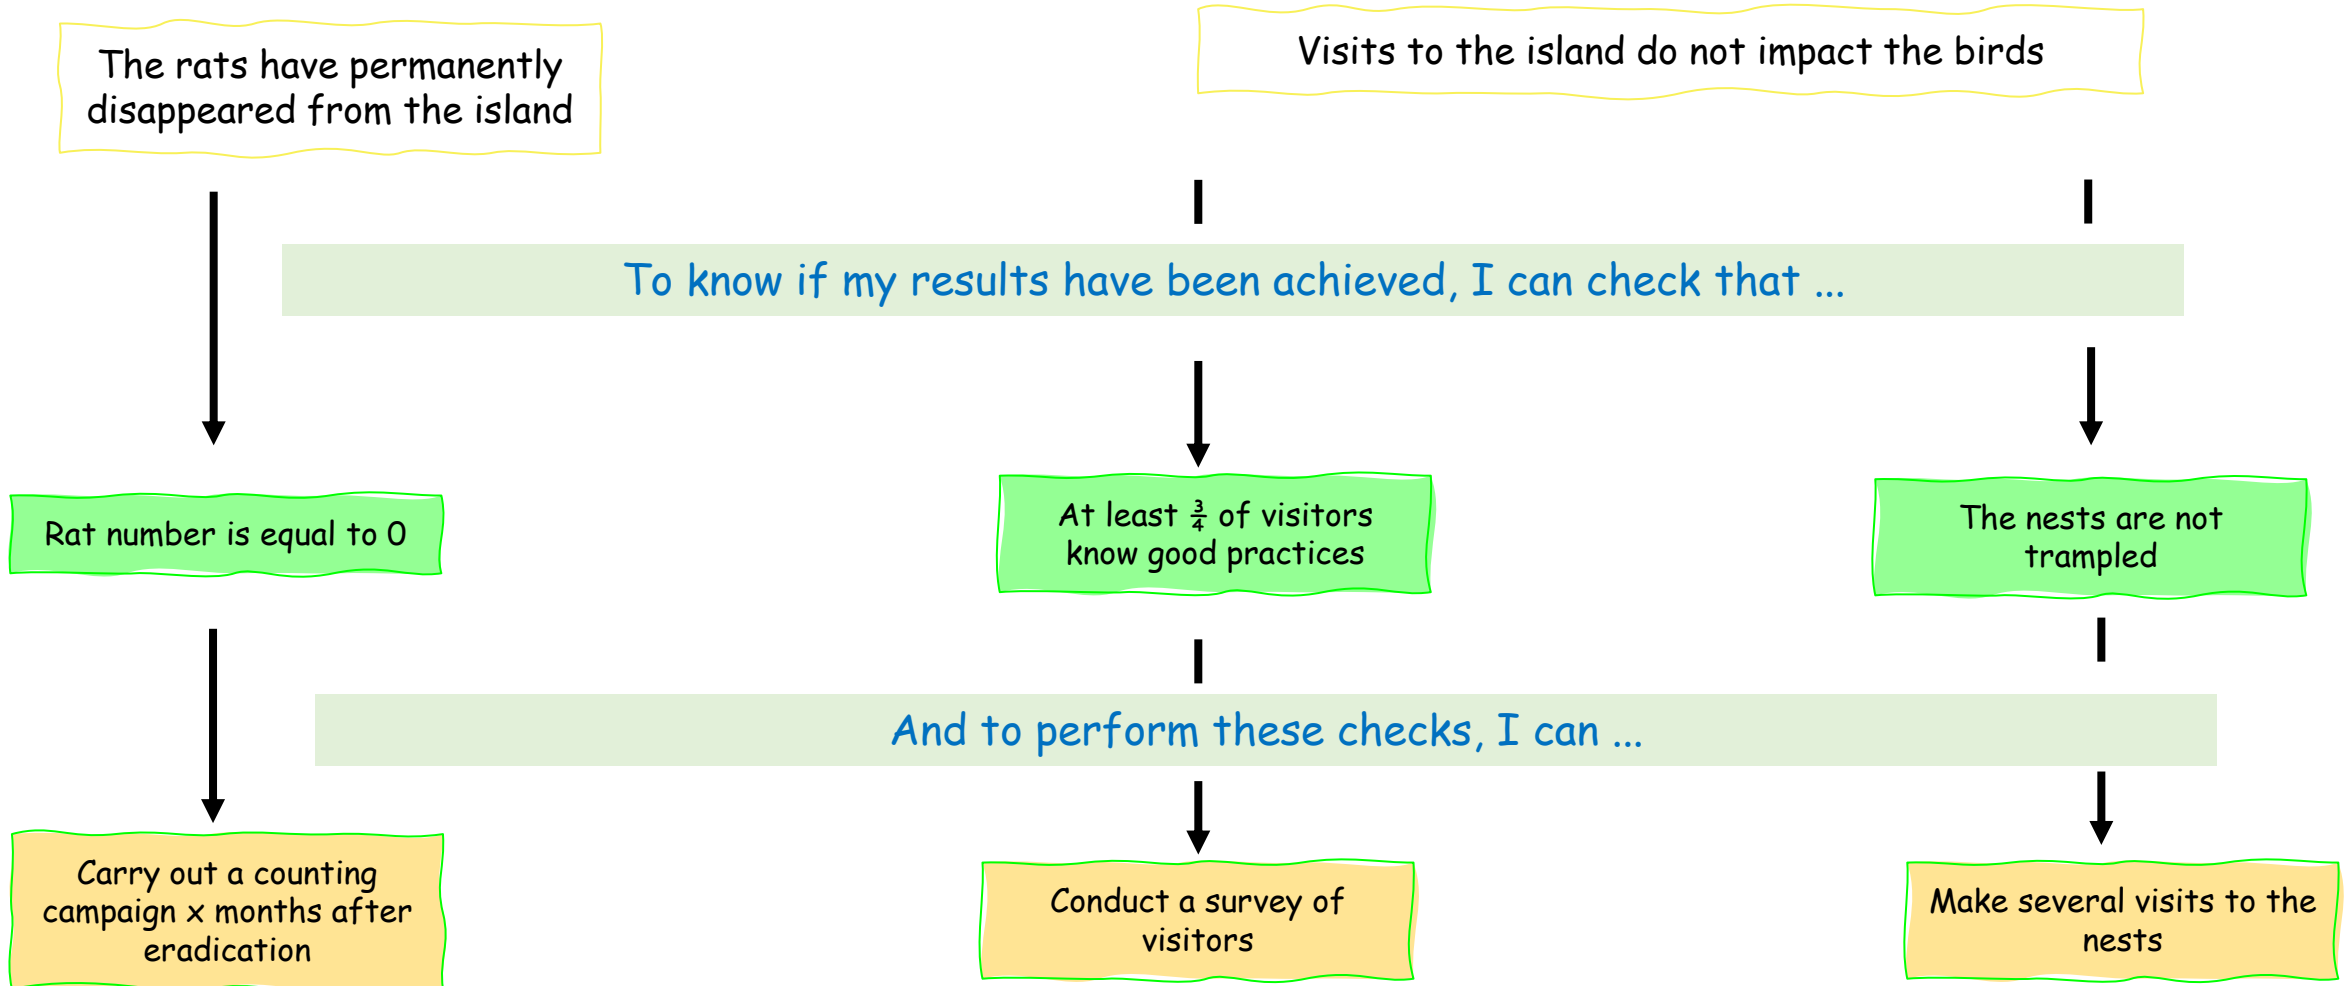 The rats have permanently
disappeared from the island
Visits to the island do not impact the birds
To know if my results have been achieved, I can check that ...
Rat number is equal to 0
At least ¾ of visitors
know good practices
The nests are not
trampled
And to perform these checks, I can ...
Carry out a counting
campaign x months after
eradication
Conduct a survey of
visitors
Make several visits to the
nests